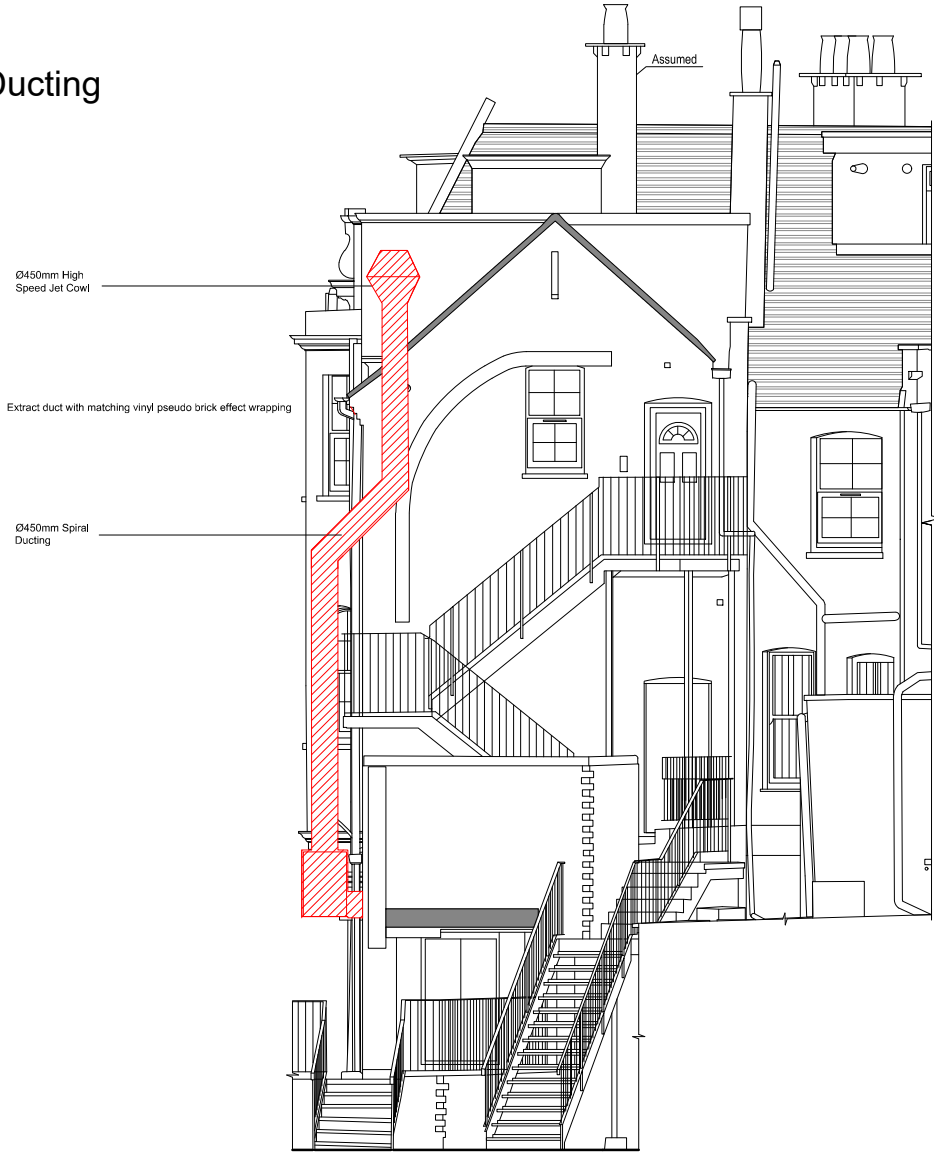 Ducting
Assumed
Ø450mm High
Speed Jet Cowl
Extract duct with matching vinyl pseudo brick effect wrapping
Ø450mm Spiral
Ducting